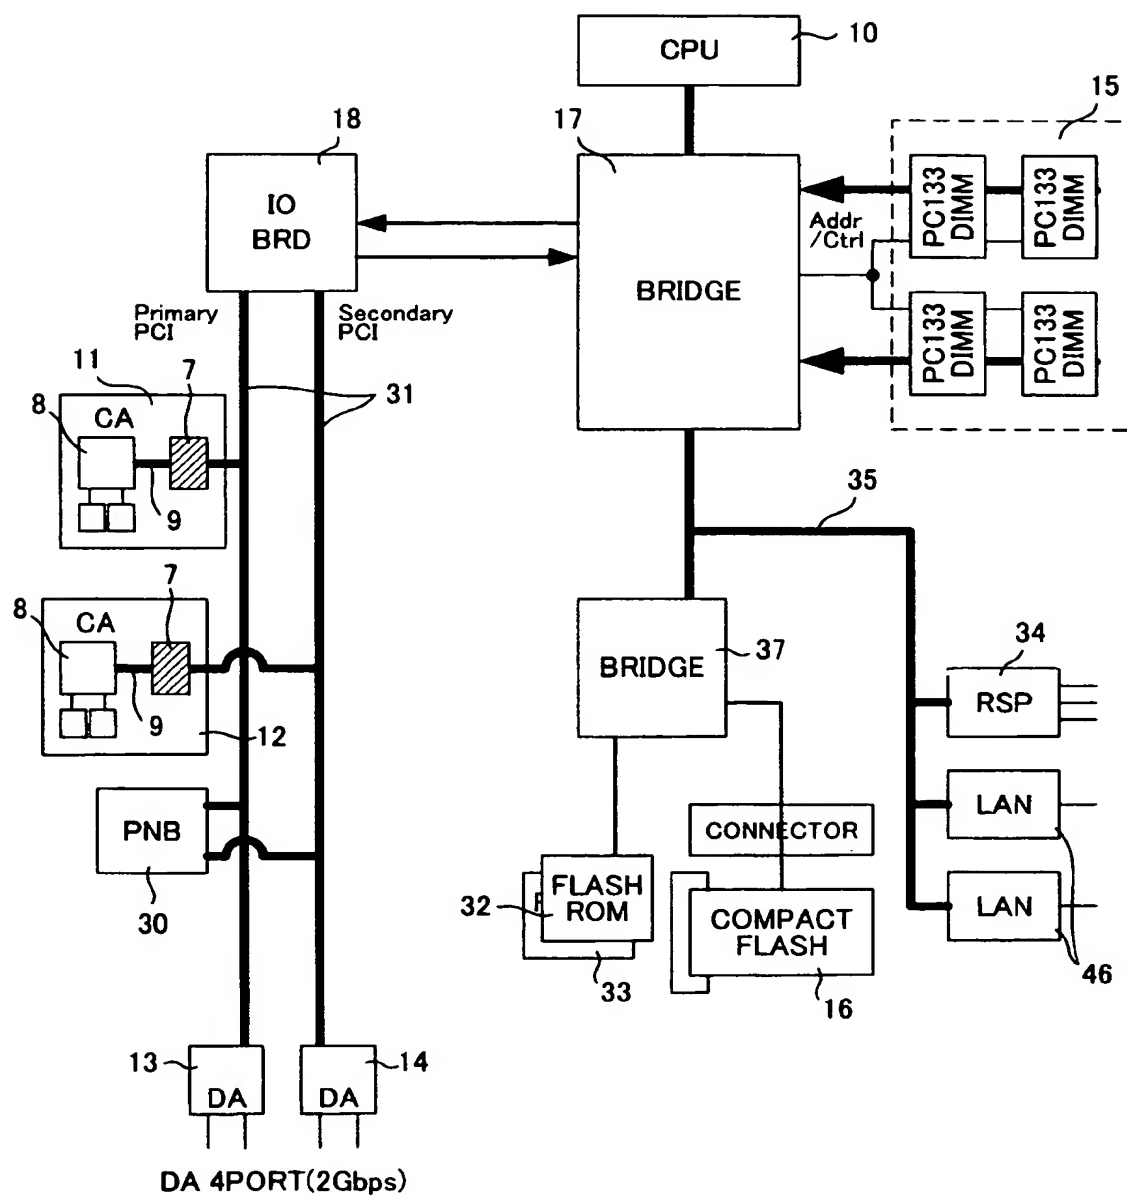 CPU
10
18
17
15
IO
BRD
BRIDGE
Addr
/Ctrl
PC133
DIMM
PC133
DIMM
PC133
DIMM
PC133
DIMM
Primary
PCI
Secondary
PCI
11
7
31
8
CA
9
35
7
8
CA
9
12
BRIDGE
37
34
RSP
PNB
30
CONNECTOR
LAN
32
F
FLASH
ROM
33
COMPACT
FLASH
16
LAN
46
13
DA
14
DA
DA 4PORT(2Gbps)